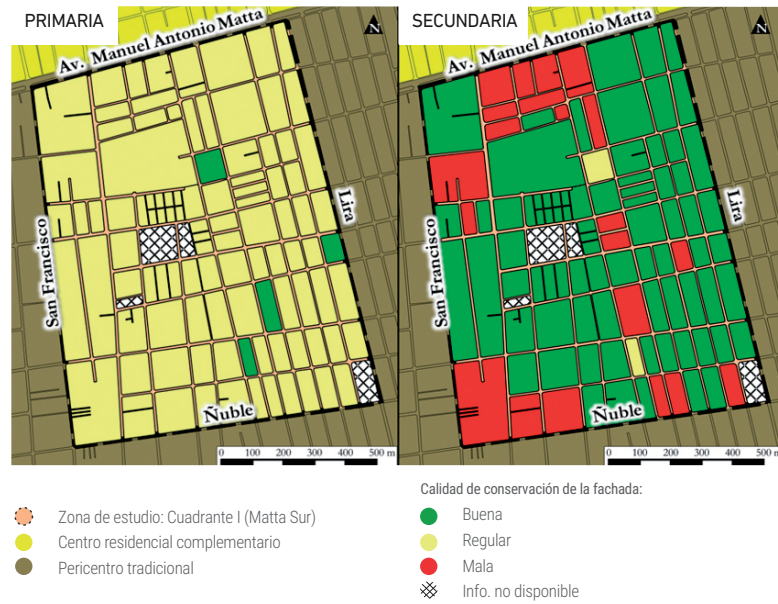 PRIMARIA
N
Av. Manuel Antonio Matta
San Francisco
Lira
Ñuble
0 100 200 300 400 500 m
SECUNDARIA
N
Av. Manuel Antonio Matta
San Francisco
Lira
Ñuble
0 100 200 300 400 500 m
Zona de estudio: Cuadrante I (Matta Sur)
Centro residencial complementario
Pericentro tradicional
Calidad de conservación de la fachada:
Buena
Regular
Mala
Info. no disponible